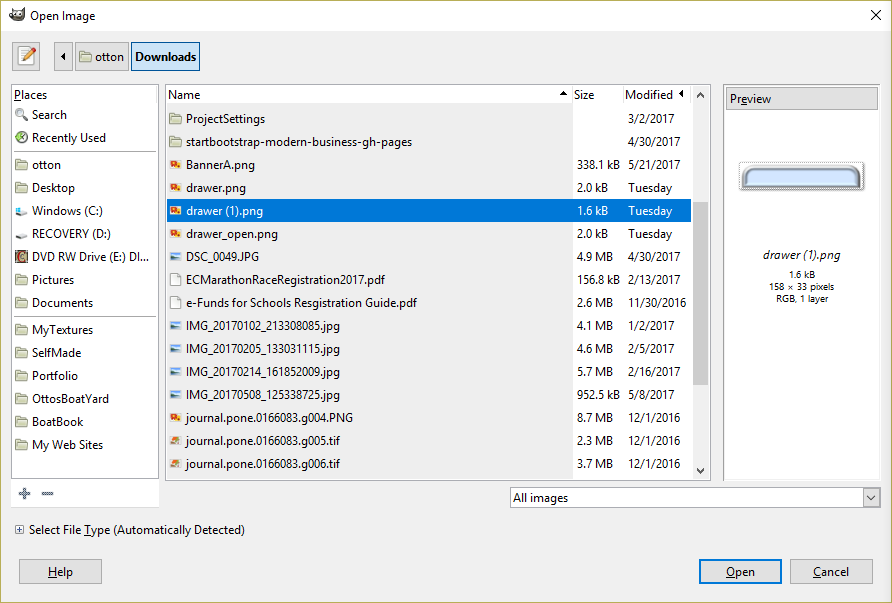 Open Image
otton Downloads
Places
Search
Recently Used
otton
Desktop
Windows (C:)
RECOVERY (D:)
DVD RW Drive (E:) DI...
Pictures
Documents
MyTextures
SelfMade
Portfolio
OttosBoatYard
BoatBook
My Web Sites
Name Size Modified
ProjectSettings 3/2/2017
startbootstrap-modern-business-gh-pages 4/30/2017
BannerA.png 338.1 kB 5/21/2017
drawer.png 2.0 kB Tuesday
drawer (1).png 1.6 kB Tuesday
drawer_open.png 2.0 kB Tuesday
DSC_0049.JPG 4.9 MB 4/30/2017
ECMarathonRaceRegistration2017.pdf 156.8 kB 2/13/2017
e-Funds for Schools Resgistration Guide.pdf 2.6 MB 11/30/2016
IMG_20170102_213308085.jpg 4.1 MB 1/2/2017
IMG_20170205_133031115.jpg 4.6 MB 2/5/2017
IMG_20170214_161852009.jpg 5.7 MB 2/16/2017
IMG_20170508_125338725.jpg 952.5 kB 5/8/2017
journal.pone.0166083.g004.PNG 8.7 MB 12/1/2016
journal.pone.0166083.g005.tif 2.3 MB 12/1/2016
journal.pone.0166083.g006.tif 3.7 MB 12/1/2016
Preview
drawer (1).png
1.6 kB
158 × 33 pixels
RGB, 1 layer
All images
Select File Type (Automatically Detected)
Help Open Cancel